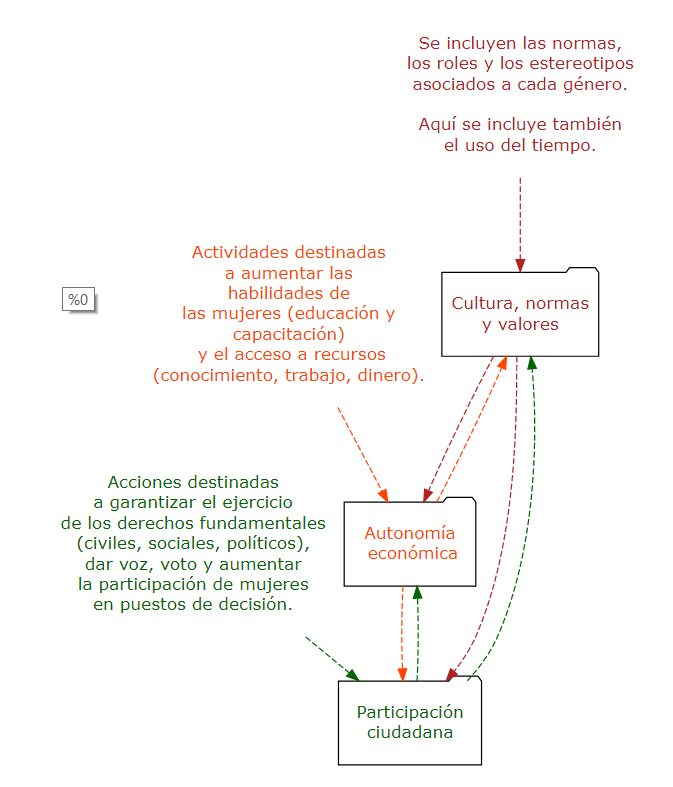 Se incluyen las normas,
los roles y los estereotipos
asociados a cada género.
Aquí se incluye también
el uso del tiempo.
Actividades destinadas
a aumentar las
habilidades de
las mujeres (educación y
capacitación)
y el acceso a recursos
(conocimiento, trabajo, dinero).
%0
Cultura, normas
y valores
Acciones destinadas
a garantizar el ejercicio
de los derechos fundamentales
(civiles, sociales, políticos),
dar voz, voto y aumentar
la participación de mujeres
en puestos de decisión.
Autonomía
económica
Participación
ciudadana